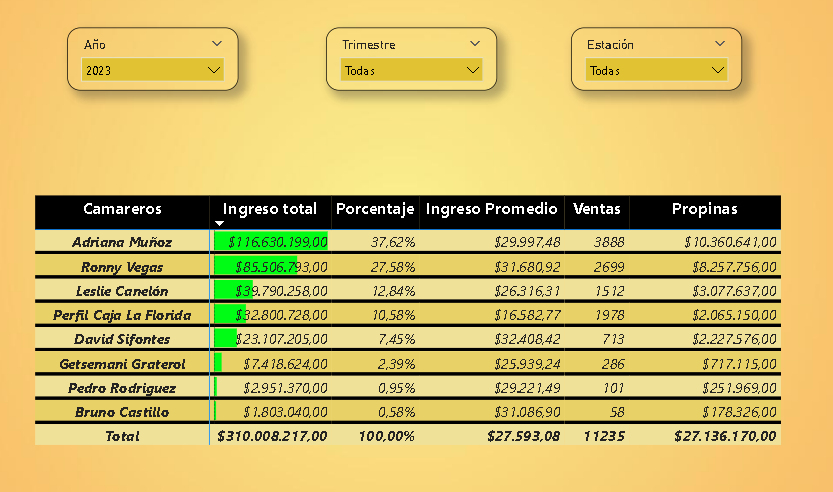 Año Trimestre Estación
2023 Todas Todas
Camareros Ingreso total Porcentaje Ingreso Promedio Ventas Propinas
Adriana Muñoz $116.630.199,00 37,62% $29.997,48 3888 $10.360.641,00
Ronny Vegas $85.506.793,00 27,58% $31.680,92 2699 $8.257.756,00
Leslie Canelón $39.790.258,00 12,84% $26.316,31 1512 $3.077.637,00
Perfil Caja La Florida $32.800.728,00 10,58% $16.582,77 1978 $2.065.150,00
David Sifontes $23.107.205,00 7,45% $32.408,42 713 $2.227.576,00
Getsemani Graterol $7.418.624,00 2,39% $25.939,24 286 $717.115,00
Pedro Rodriguez $2.951.370,00 0,95% $29.221,49 101 $251.969,00
Bruno Castillo $1.803.040,00 0,58% $31.086,90 58 $178.326,00
Total $310.008.217,00 100,00% $27.593,08 11235 $27.136.170,00